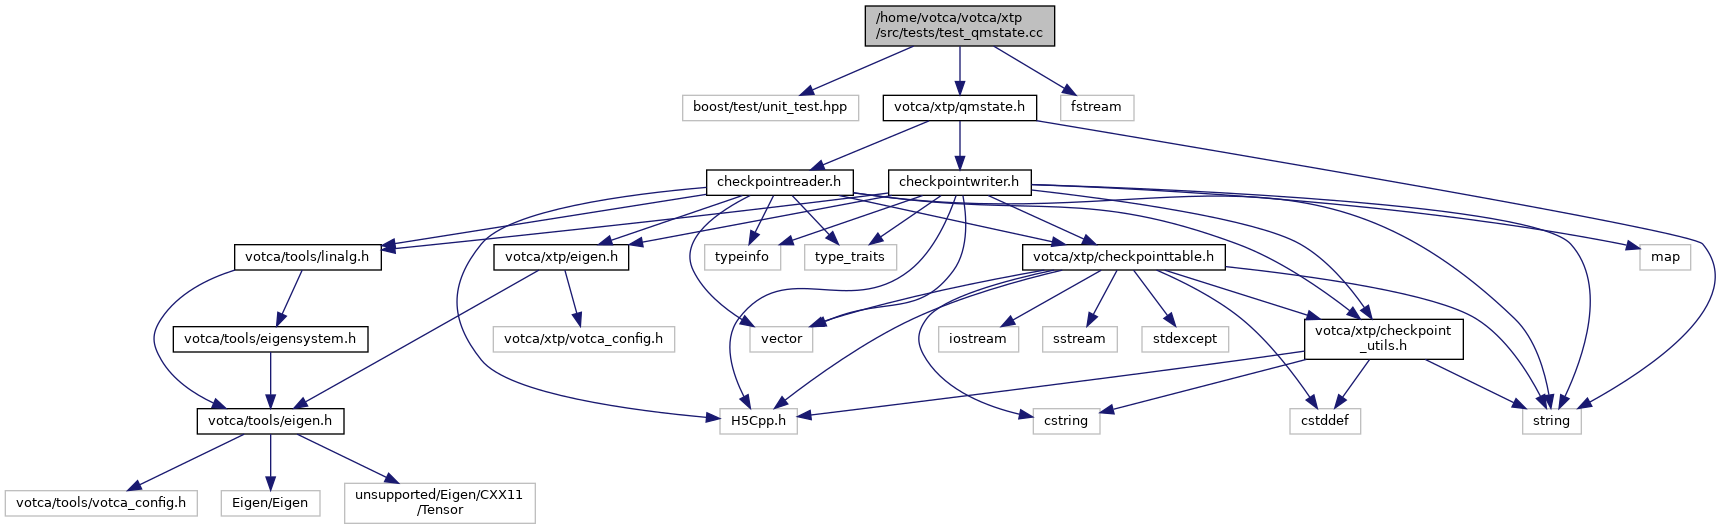 /home/votca/votca/xtp
/src/tests/test_qmstate.cc
boost/test/unit_test.hpp
votca/xtp/qmstate.h
fstream
checkpointreader.h
checkpointwriter.h
votca/tools/linalg.h
votca/xtp/eigen.h
typeinfo
type_traits
votca/xtp/checkpointtable.h
map
votca/tools/eigensystem.h
votca/xtp/votca_config.h
vector
iostream
sstream
stdexcept
votca/xtp/checkpoint
_utils.h
votca/tools/eigen.h
H5Cpp.h
cstring
cstddef
string
votca/tools/votca_config.h
Eigen/Eigen
unsupported/Eigen/CXX11
/Tensor